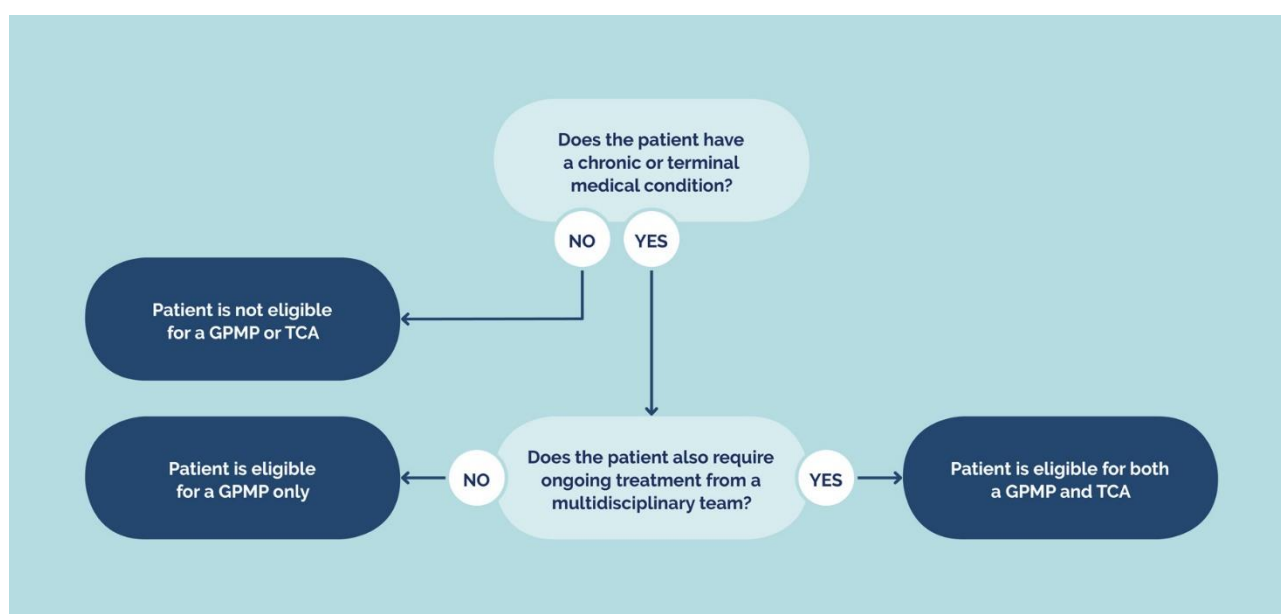 Does the patient have
a chronic or terminal
medical condition?
NO
YES
Patient is not eligible
for a GPMP or TCA
Patient is eligible
for a GPMP only
NO
Does the patient also require
ongoing treatment from a
multidisciplinary team?
YES
Patient is eligible for both
a GPMP and TCA